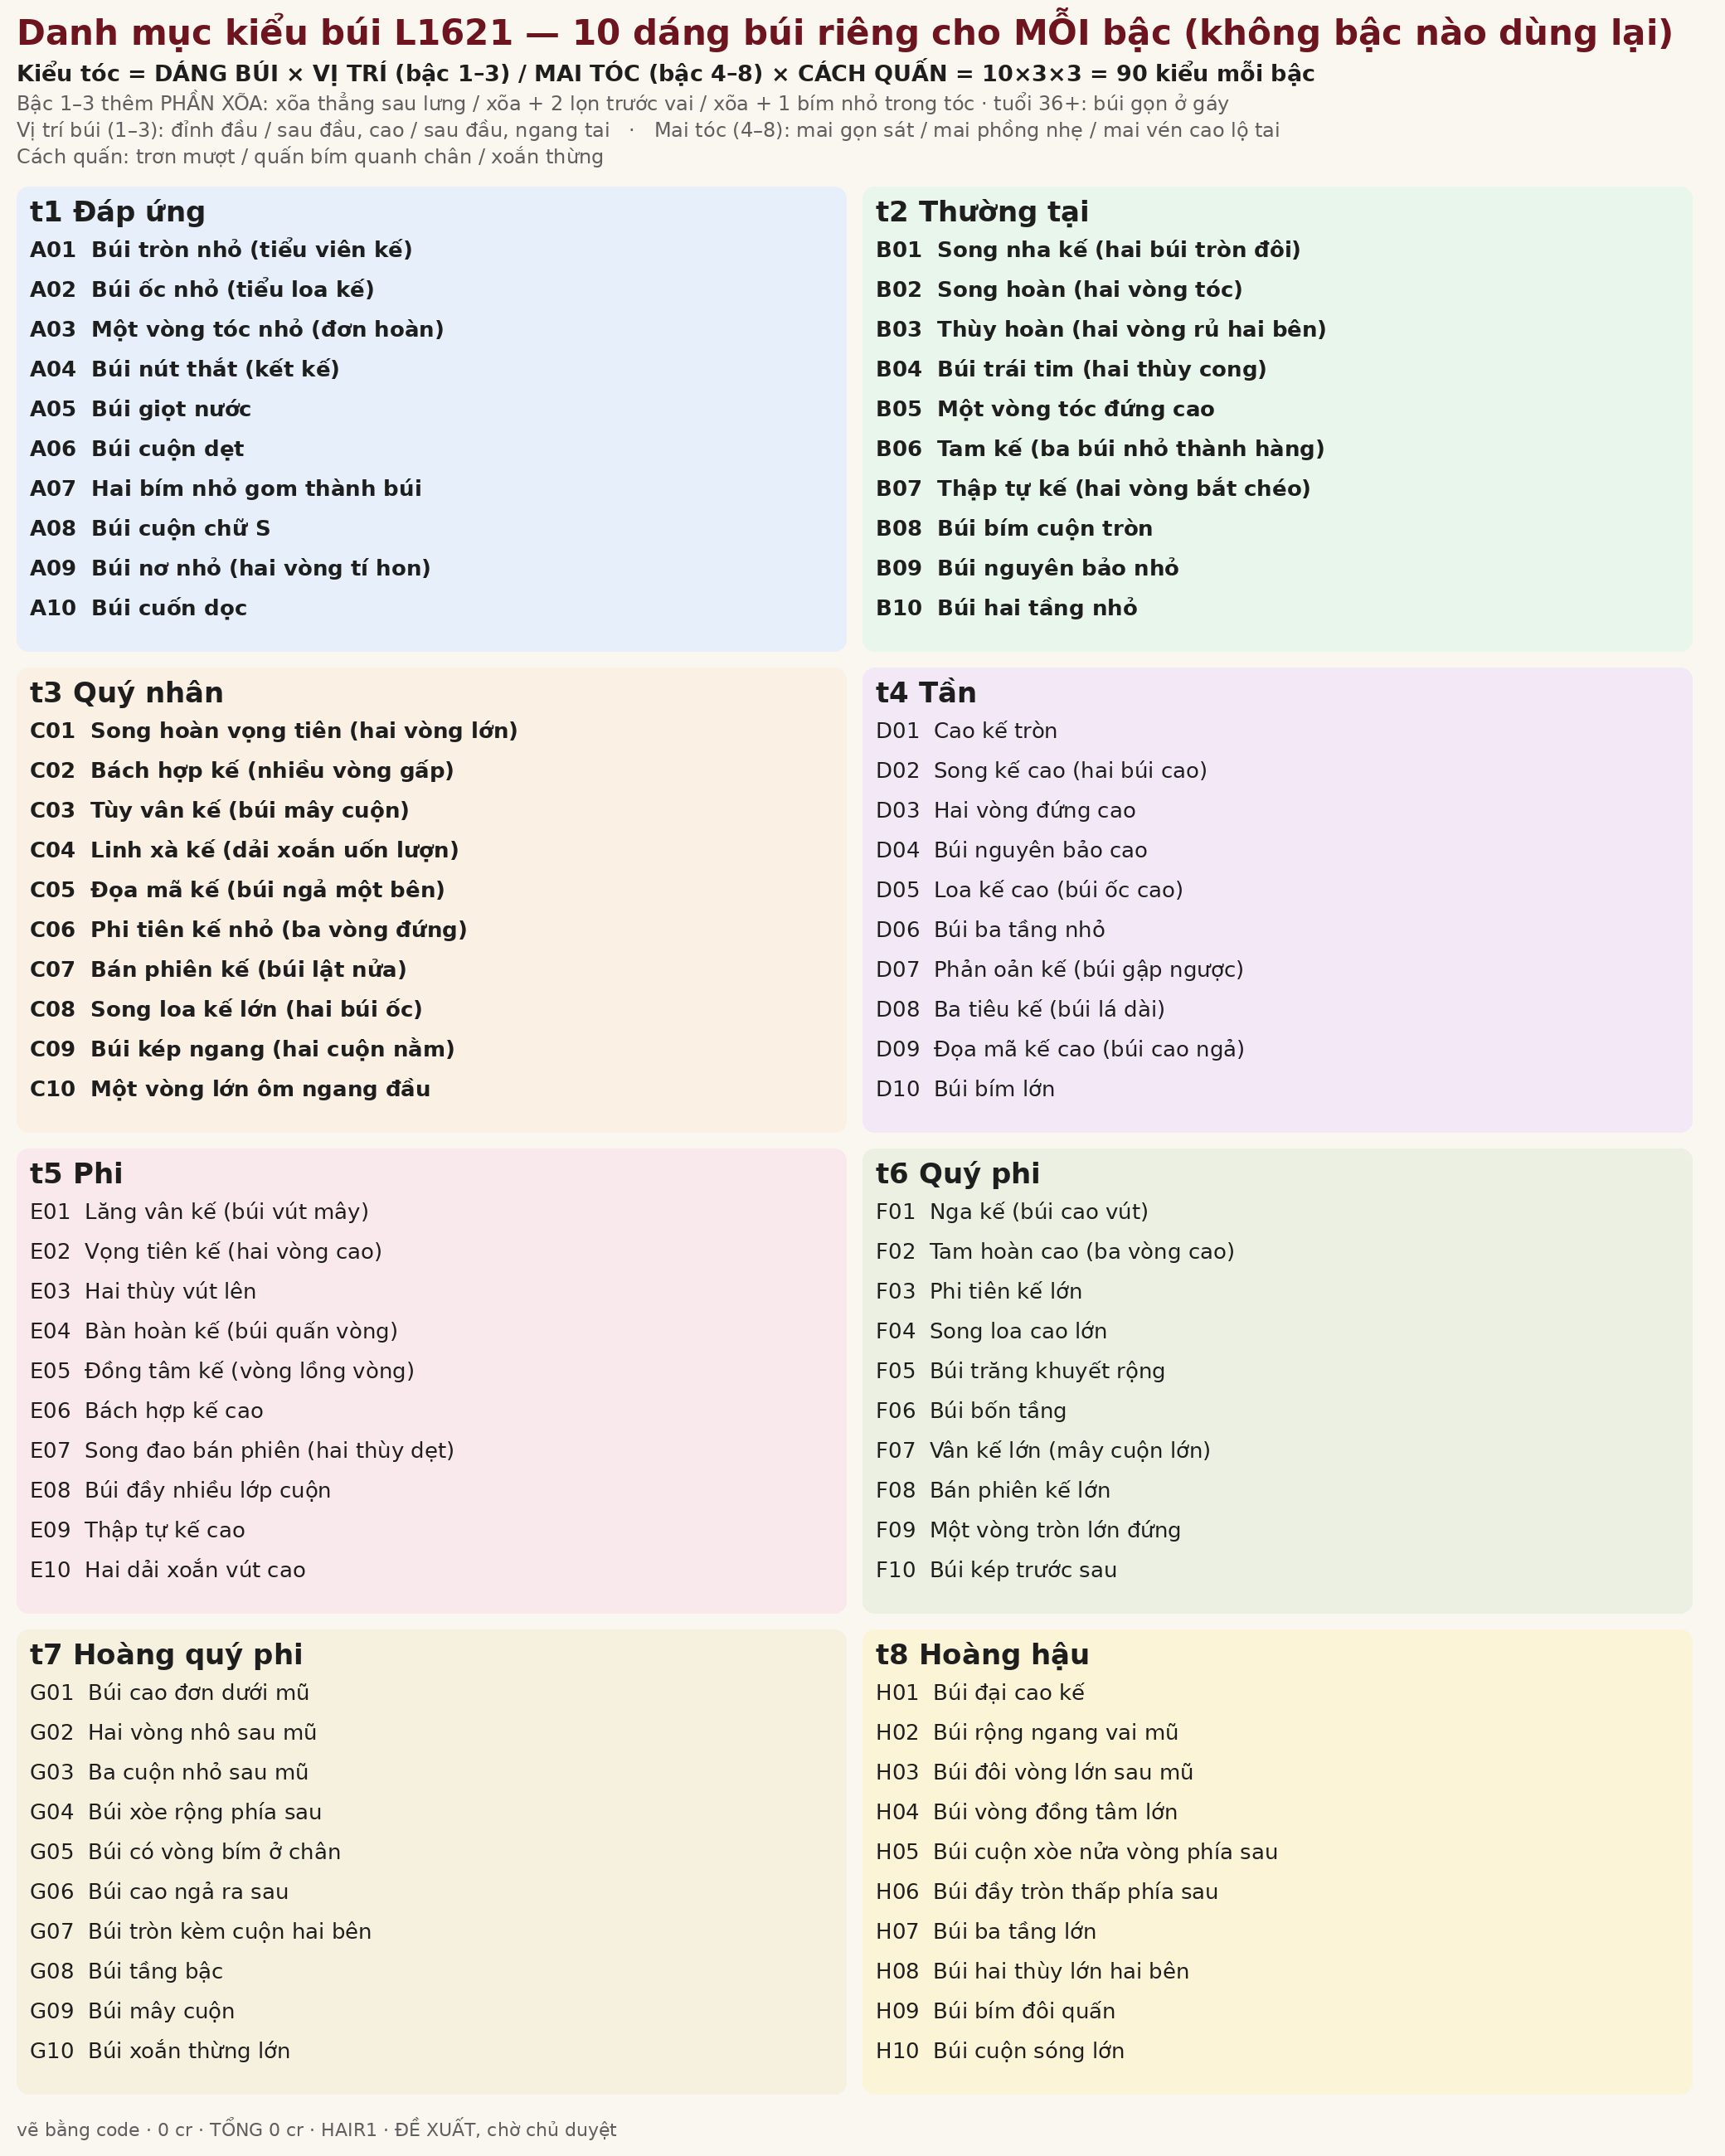 Danh mục kiểu búi L1621 — 10 dáng búi riêng cho MỖI bậc (không bậc nào dùng lại)
Kiểu tóc = DÁNG BÚI × VỊ TRÍ (bậc 1–3) / MAI TÓC (bậc 4–8) × CÁCH QUẤN = 10×3×3 = 90 kiểu mỗi bậc
Bậc 1–3 thêm PHẦN XÕA: xõa thẳng sau lưng / xõa + 2 lọn trước vai / xõa + 1 bím nhỏ trong tóc · tuổi 36+: búi gọn ở gáy
Vị trí búi (1–3): đỉnh đầu / sau đầu, cao / sau đầu, ngang tai · Mai tóc (4–8): mai gọn sát / mai phồng nhẹ / mai vén cao lộ tai
Cách quấn: trơn mượt / quấn bím quanh chân / xoắn thừng
t1 Đáp ứng
A01 Búi tròn nhỏ (tiểu viên kế)
A02 Búi ốc nhỏ (tiểu loa kế)
A03 Một vòng tóc nhỏ (đơn hoàn)
A04 Búi nút thắt (kết kế)
A05 Búi giọt nước
A06 Búi cuộn dẹt
A07 Hai bím nhỏ gom thành búi
A08 Búi cuộn chữ S
A09 Búi nơ nhỏ (hai vòng tí hon)
A10 Búi cuốn dọc
t2 Thường tại
B01 Song nha kế (hai búi tròn đôi)
B02 Song hoàn (hai vòng tóc)
B03 Thùy hoàn (hai vòng rủ hai bên)
B04 Búi trái tim (hai thùy cong)
B05 Một vòng tóc đứng cao
B06 Tam kế (ba búi nhỏ thành hàng)
B07 Thập tự kế (hai vòng bắt chéo)
B08 Búi bím cuộn tròn
B09 Búi nguyên bảo nhỏ
B10 Búi hai tầng nhỏ
t3 Quý nhân
C01 Song hoàn vọng tiên (hai vòng lớn)
C02 Bách hợp kế (nhiều vòng gấp)
C03 Tùy vân kế (búi mây cuộn)
C04 Linh xà kế (dải xoắn uốn lượn)
C05 Đọa mã kế (búi ngả một bên)
C06 Phi tiên kế nhỏ (ba vòng đứng)
C07 Bán phiên kế (búi lật nửa)
C08 Song loa kế lớn (hai búi ốc)
C09 Búi kép ngang (hai cuộn nằm)
C10 Một vòng lớn ôm ngang đầu
t4 Tần
D01 Cao kế tròn
D02 Song kế cao (hai búi cao)
D03 Hai vòng đứng cao
D04 Búi nguyên bảo cao
D05 Loa kế cao (búi ốc cao)
D06 Búi ba tầng nhỏ
D07 Phản oản kế (búi gập ngược)
D08 Ba tiêu kế (búi lá dài)
D09 Đọa mã kế cao (búi cao ngả)
D10 Búi bím lớn
t5 Phi
E01 Lăng vân kế (búi vút mây)
E02 Vọng tiên kế (hai vòng cao)
E03 Hai thùy vút lên
E04 Bàn hoàn kế (búi quấn vòng)
E05 Đồng tâm kế (vòng lồng vòng)
E06 Bách hợp kế cao
E07 Song đao bán phiên (hai thùy dẹt)
E08 Búi đầy nhiều lớp cuộn
E09 Thập tự kế cao
E10 Hai dải xoắn vút cao
t6 Quý phi
F01 Nga kế (búi cao vút)
F02 Tam hoàn cao (ba vòng cao)
F03 Phi tiên kế lớn
F04 Song loa cao lớn
F05 Búi trăng khuyết rộng
F06 Búi bốn tầng
F07 Vân kế lớn (mây cuộn lớn)
F08 Bán phiên kế lớn
F09 Một vòng tròn lớn đứng
F10 Búi kép trước sau
t7 Hoàng quý phi
G01 Búi cao đơn dưới mũ
G02 Hai vòng nhô sau mũ
G03 Ba cuộn nhỏ sau mũ
G04 Búi xòe rộng phía sau
G05 Búi có vòng bím ở chân
G06 Búi cao ngả ra sau
G07 Búi tròn kèm cuộn hai bên
G08 Búi tầng bậc
G09 Búi mây cuộn
G10 Búi xoắn thừng lớn
t8 Hoàng hậu
H01 Búi đại cao kế
H02 Búi rộng ngang vai mũ
H03 Búi đôi vòng lớn sau mũ
H04 Búi vòng đồng tâm lớn
H05 Búi cuộn xòe nửa vòng phía sau
H06 Búi đầy tròn thấp phía sau
H07 Búi ba tầng lớn
H08 Búi hai thùy lớn hai bên
H09 Búi bím đôi quấn
H10 Búi cuộn sóng lớn
vẽ bằng code · 0 cr · TỔNG 0 cr · HAIR1 · ĐỀ XUẤT, chờ chủ duyệt